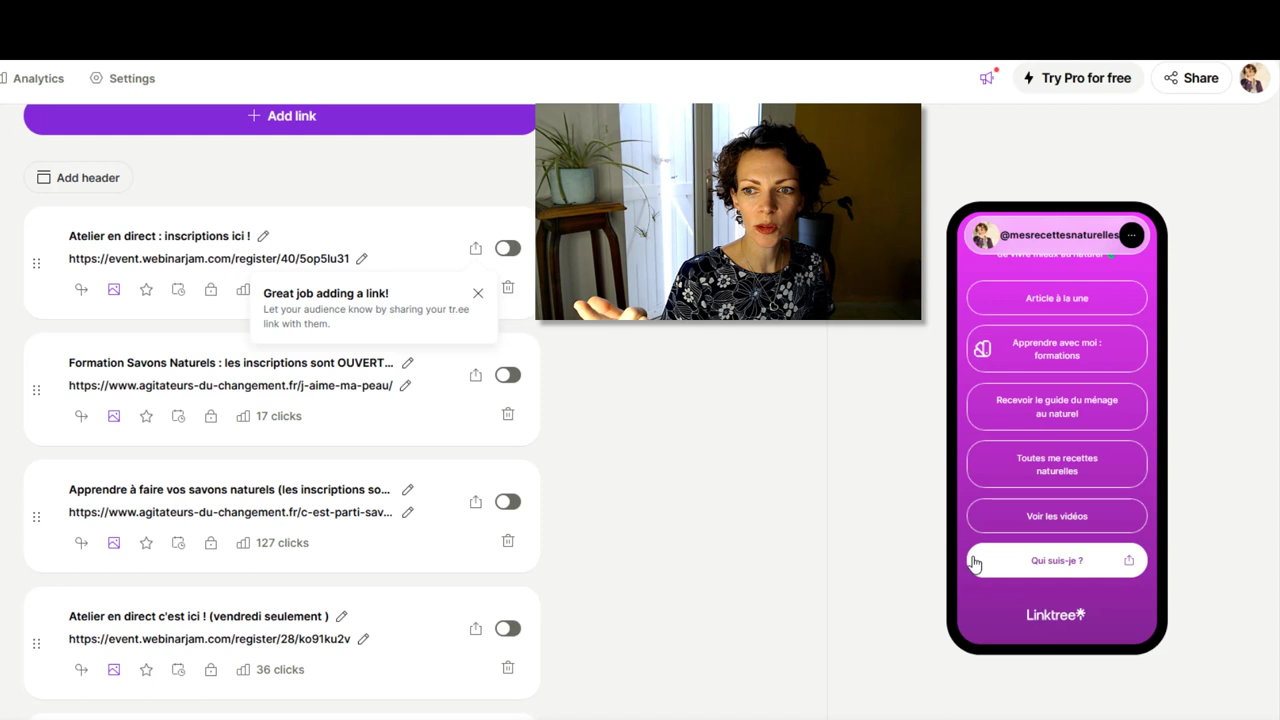 Analytics Settings Try Pro for free Share
Add link
Add header
Atelier en direct : inscriptions ici !
https://event.webinarjam.com/register/40/5op5lu31
Great job adding a link!
Let your audience know by sharing your tr.ee
link with them.
Formation Savons Naturels : les inscriptions sont OUVERT...
https://www.agitateurs-du-changement.fr/j-aime-ma-peau/
17 clicks
Apprendre à faire vos savons naturels (les inscriptions so...
https://www.agitateurs-du-changement.fr/c-est-parti-sav...
127 clicks
Atelier en direct c'est ici ! (vendredi seulement )
https://event.webinarjam.com/register/28/ko91ku2v
36 clicks
@mesrecettesnaturelles
de vivre mieux au naturel
Article à la une
Apprendre avec moi :
formations
Recevoir le guide du ménage
au naturel
Toutes me recettes
naturelles
Voir les vidéos
Qui suis-je ?
Linktree